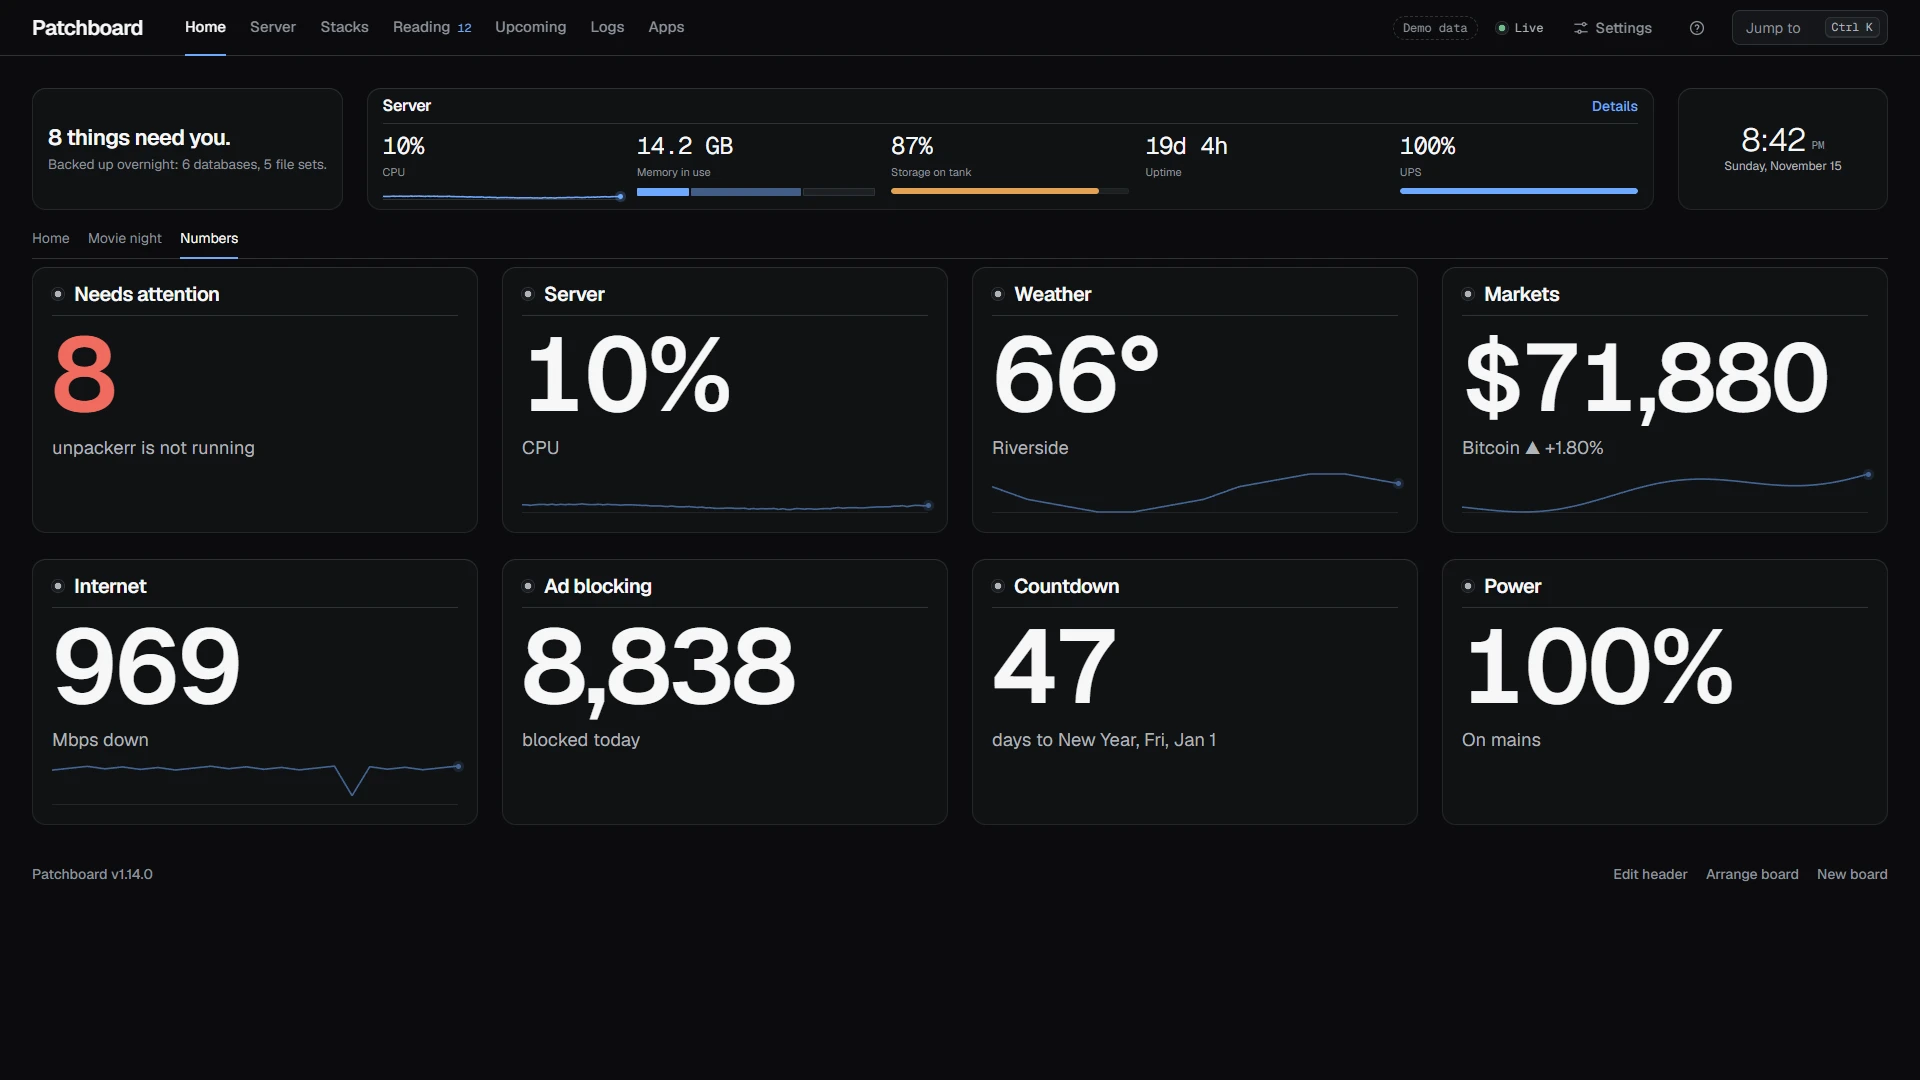 Patchboard
Home
Server
Stacks
Reading 12
Upcoming
Logs
Apps
Demo data
Live
Settings
Jump to
Ctrl K
8 things need you.
Backed up overnight: 6 databases, 5 file sets.
Server
Details
10%
CPU
14.2 GB
Memory in use
87%
Storage on tank
19d 4h
Uptime
100%
UPS
8:42 PM
Sunday, November 15
Home
Movie night
Numbers
Needs attention
8
unpackerr is not running
Server
10%
CPU
Weather
66°
Riverside
Markets
$71,880
Bitcoin ▲ +1.80%
Internet
969
Mbps down
Ad blocking
8,838
blocked today
Countdown
47
days to New Year, Fri, Jan 1
Power
100%
On mains
Patchboard v1.14.0
Edit header
Arrange board
New board